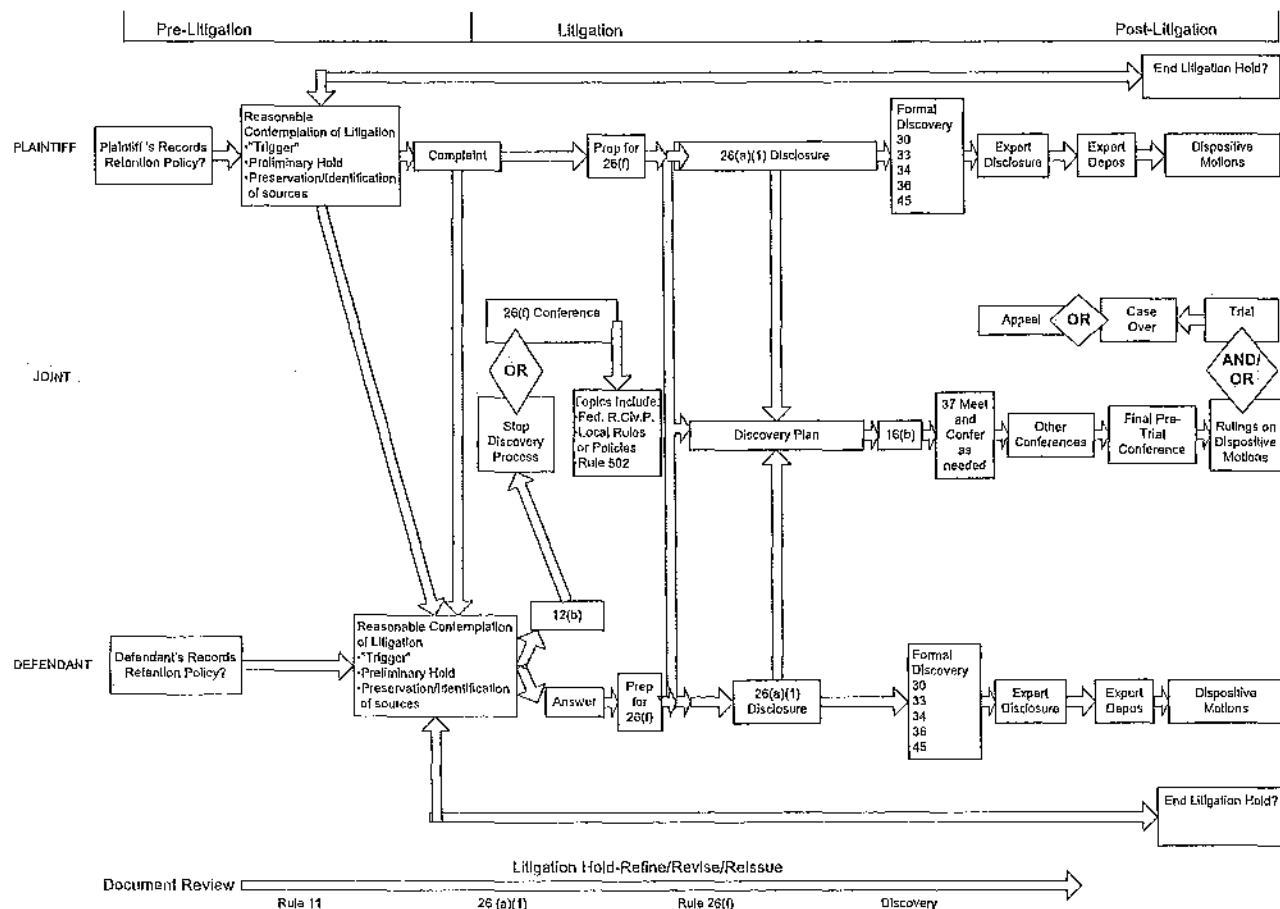 Pre-Litigation
Litigation
Post-Litigation
End Litigation Hold?
PLAINTIFF
Plaintiff's Records
Retention Policy?
Reasonable
Contemplation of Litigation
•"Trigger"
•Preliminary Hold
•Preservation/Identification
of sources
Complaint
Prep for
26(f)
26(a)(1) Disclosure
Formal
Discovery
30
33
34
36
45
Expert
Disclosure
Expert
Depos
Dispositive
Motions
JOINT
26(f) Conference
OR
Stop
Discovery
Process
Topics Include:
•Fed. R.Civ.P.
•Local Rules
or Policies
•Rule 502
Discovery Plan
16(b)
37 Meet
and
Confer
as
needed
Other
Conferences
Final Pre-
Trial
Conference
Rulings on
Dispositive
Motions
AND/
OR
Trial
Case
Over
OR
Appeal
12(b)
DEFENDANT
Defendant's Records
Retention Policy?
Reasonable Contemplation
of Litigation
•"Trigger"
•Preliminary Hold
•Preservation/Identification
of sources
Answer
Prep
for
26(f)
26(a)(1)
Disclosure
Formal
Discovery
30
33
34
36
45
Expert
Disclosure
Expert
Depos
Dispositive
Motions
End Litigation Hold?
Litigation Hold-Refine/Revise/Reissue
Document Review
Rule 11
26 (a)(1)
Rule 26(f)
Discovery